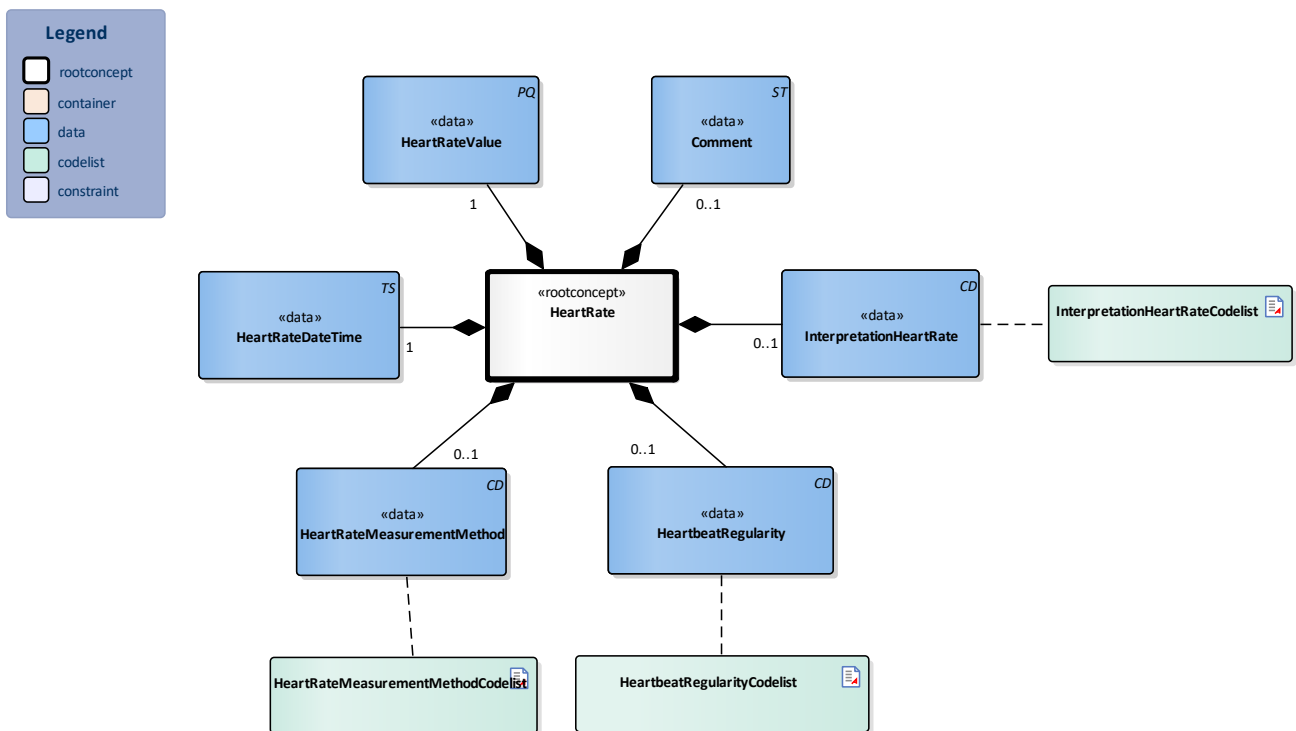 Legend
rootconcept
container
data
codelist
constraint
PQ
«data»
HeartRateValue
ST
«data»
Comment
1
0..1
TS
«data»
HeartRateDateTime
1
«rootconcept»
HeartRate
CD
«data»
InterpretationHeartRate
0..1
InterpretationHeartRateCodelist
0..1
0..1
CD
«data»
HeartRateMeasurementMethod
CD
«data»
HeartbeatRegularity
HeartRateMeasurementMethodCodelist
HeartbeatRegularityCodelist